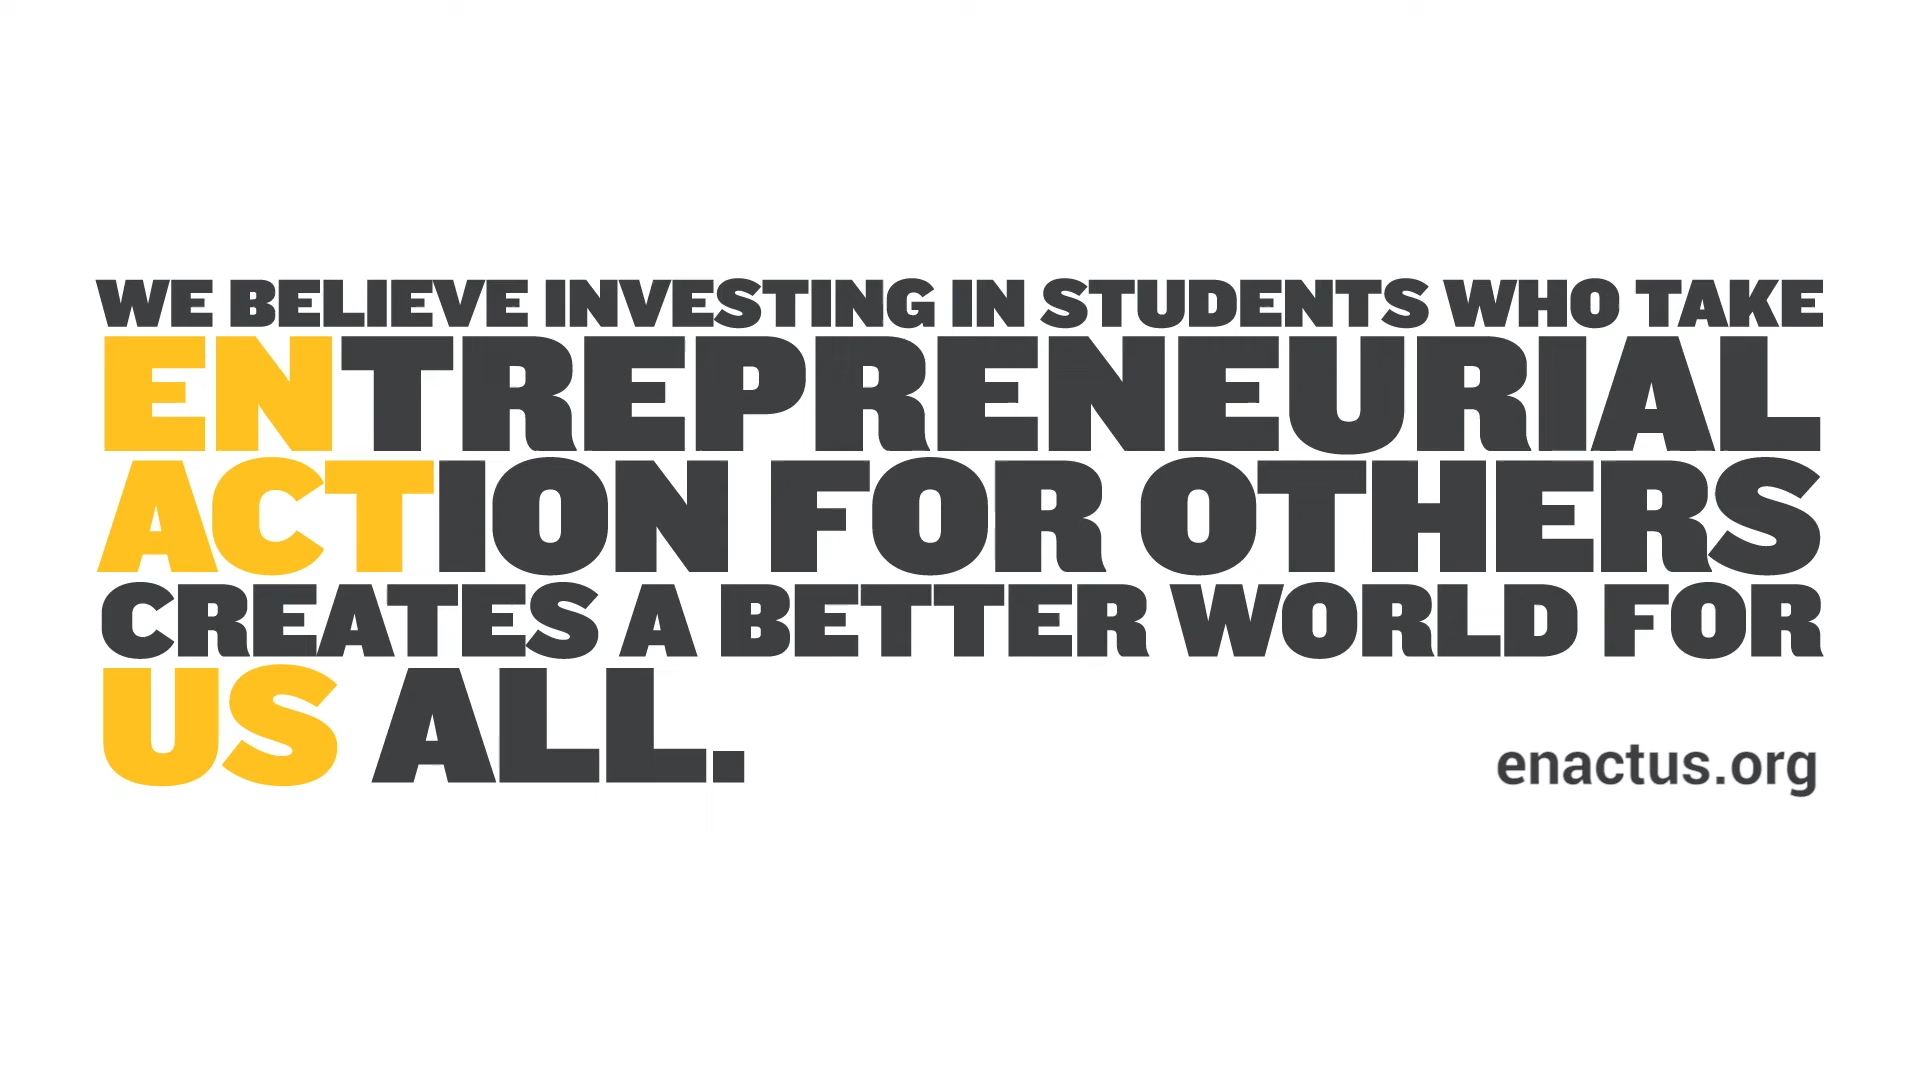 WE BELIEVE INVESTING IN STUDENTS WHO TAKE
ENTREPRENEURIAL
ACTION FOR OTHERS
CREATES A BETTER WORLD FOR
US ALL.
enactus.org